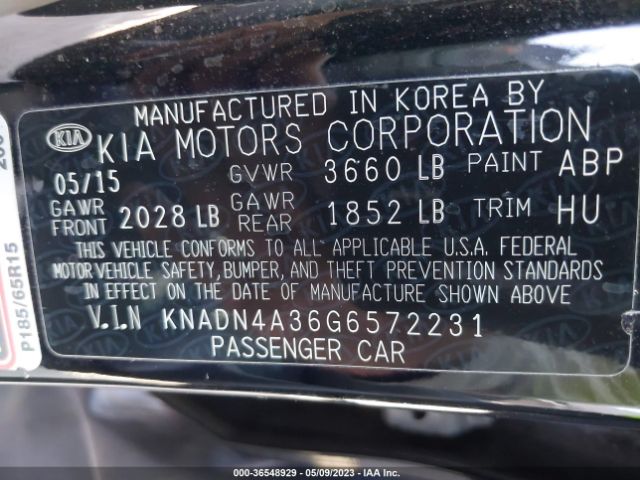 MANUFACTURED IN KOREA BY
KIA KIA MOTORS CORPORATION
05/15 GVWR 3660 LB PAINT ABP
GAWR FRONT 2028 LB GAWR REAR 1852 LB TRIM HU
THIS VEHICLE CONFORMS TO ALL APPLICABLE U.S.A. FEDERAL
MOTOR VEHICLE SAFETY, BUMPER, AND THEFT PREVENTION STANDARDS
IN EFFECT ON THE DATE OF MANUFACTURE SHOWN ABOVE
V.I.N KNADN4A36G6572231
PASSENGER CAR
P185/65R15
000-36548929 - 05/09/2023 - IAA Inc.